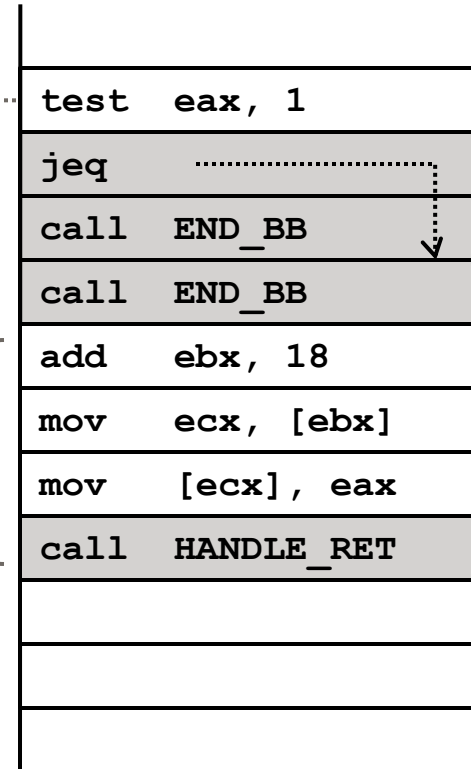 test eax, 1
jeq
call END_BB
call END_BB
add ebx, 18
mov ecx, [ebx]
mov [ecx], eax
call HANDLE_RET